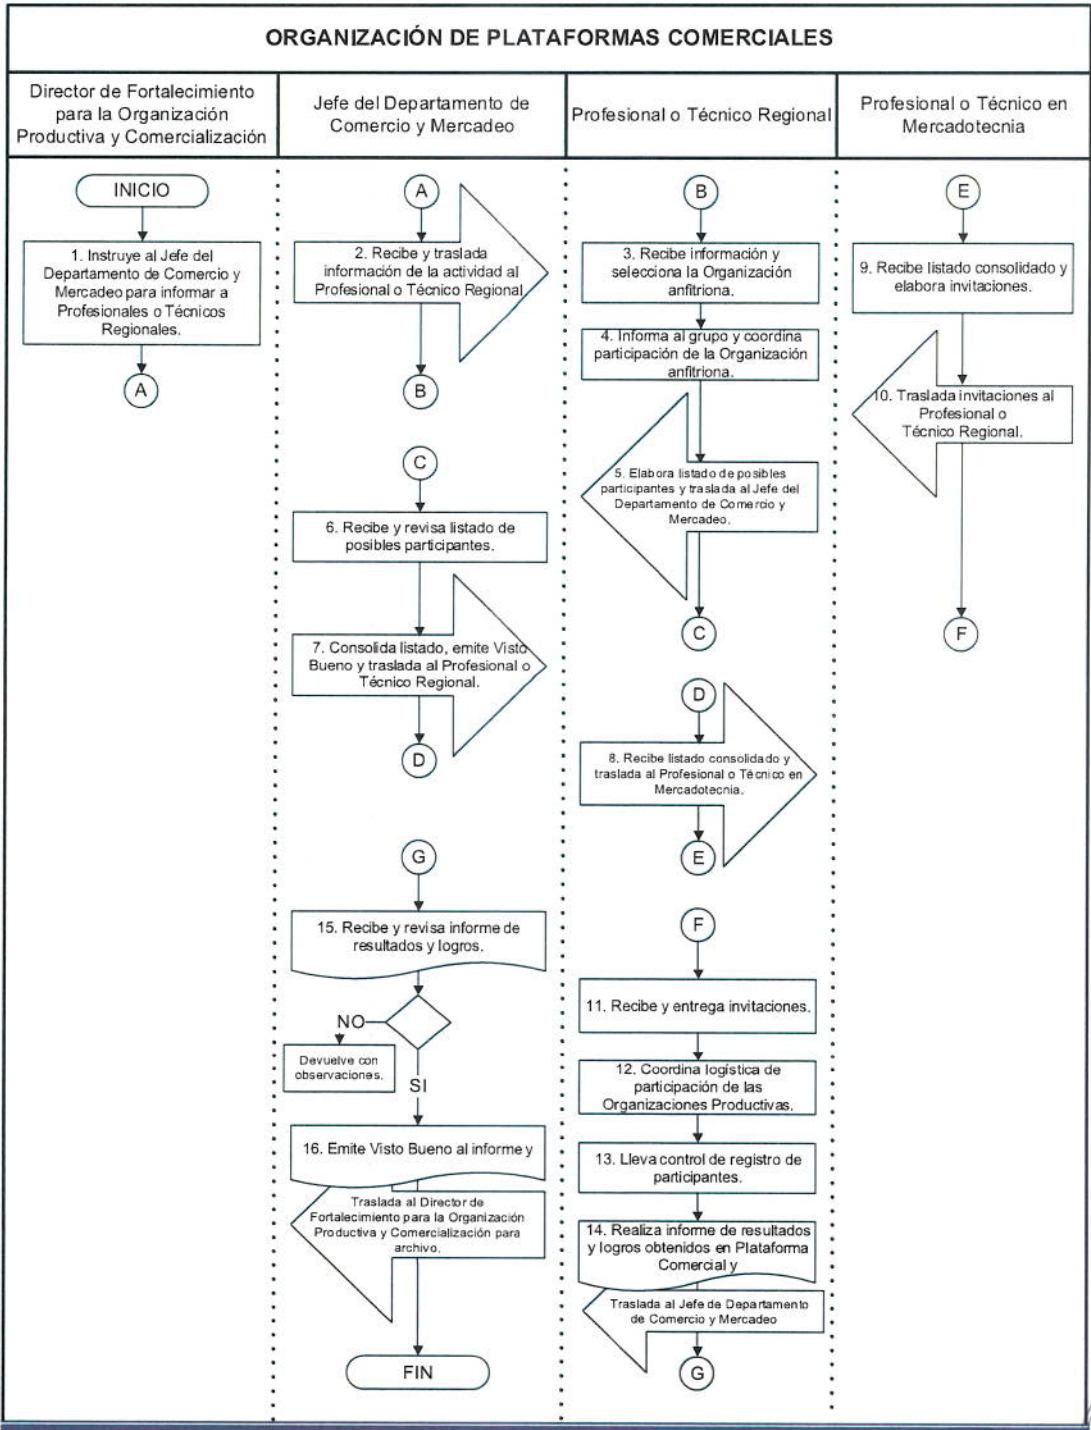 ORGANIZACIÓN DE PLATAFORMAS COMERCIALES
Director de Fortalecimiento
para la Organización
Productiva y Comercialización
Jefe del Departamento de
Comercio y Mercadeo
Profesional o Técnico Regional
Profesional o Técnico en
Mercadotecnia
INICIO
1. Instruye al Jefe del
Departamento de Comercio y
Mercadeo para informar a
Profesionales o Técnicos
Regionales.
A
A
2. Recibe y traslada
información de la actividad al
Profesional o Técnico Regional
B
C
6. Recibe y revisa listado de
posibles participantes.
7. Consolida listado, emite Visto
Bueno y traslada al Profesional o
Técnico Regional.
D
G
15. Recibe y revisa informe de
resultados y logros.
NO
Devuelve con
observaciones.
SI
16. Emite Visto Bueno al informe y
Traslada al Director de
Fortalecimiento para la Organización
Productiva y Comercialización para
archivo.
FIN
B
3. Recibe información y
selecciona la Organización
anfitriona.
4. Informa al grupo y coordina
participación de la Organización
anfitriona.
5. Elabora listado de posibles
participantes y traslada al Jefe del
Departamento de Comercio y
Mercadeo.
C
D
8. Recibe listado consolidado y
traslada al Profesional o Técnico en
Mercadotecnia.
E
F
11. Recibe y entrega invitaciones.
12. Coordina logística de
participación de las
Organizaciones Productivas.
13. Lleva control de registro de
participantes.
14. Realiza informe de resultados
y logros obtenidos en Plataforma
Comercial y
Traslada al Jefe de Departamento
de Comercio y Mercadeo
G
E
9. Recibe listado consolidado y
elabora invitaciones.
10. Traslada invitaciones al
Profesional o
Técnico Regional.
F